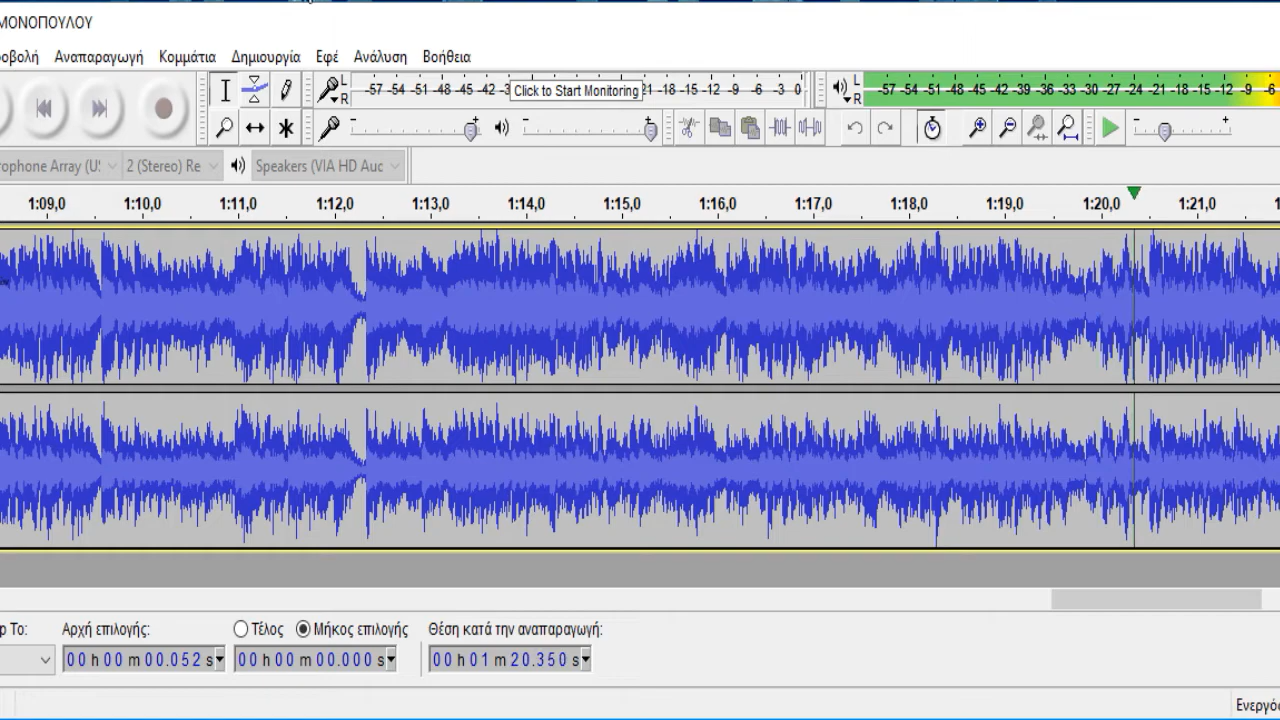 ΜΟΝΟΠΟΥΛΟΥ
οβολή Αναπαραγωγή Κομμάτια Δημιουργία Εφέ Ανάλυση Βοήθεια
L
R
-57 -54 -51 -48 -45 -42 -3 Click to Start Monitoring 21 -18 -15 -12 -9 -6 -3 0
L
R
-57 -54 -51 -48 -45 -42 -39 -36 -33 -30 -27 -24 -21 -18 -15 -12 -9 -6
- + - + - +
rophone Array (U: 2 (Stereo) Re Speakers (VIA HD Auc
1:09,0 1:10,0 1:11,0 1:12,0 1:13,0 1:14,0 1:15,0 1:16,0 1:17,0 1:18,0 1:19,0 1:20,0 1:21,0
p To: Αρχή επιλογής: Τέλος Μήκος επιλογής Θέση κατά την αναπαραγωγή:
00 h 00 m 00.052 s 00 h 00 m 00.000 s 00 h 01 m 20.350 s
Ενεργός